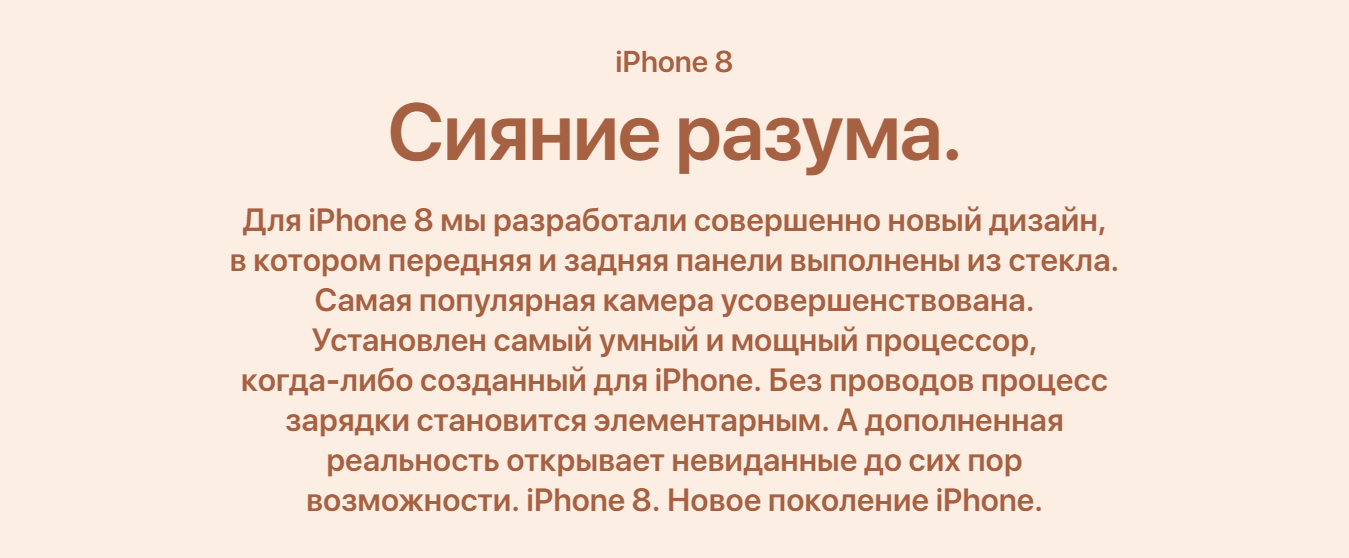 iPhone 8
Сияние разума.
Для iPhone 8 мы разработали совершенно новый дизайн,
в котором передняя и задняя панели выполнены из стекла.
Самая популярная камера усовершенствована.
Установлен самый умный и мощный процессор,
когда-либо созданный для iPhone. Без проводов процесс
зарядки становится элементарным. А дополненная
реальность открывает невиданные до сих пор
возможности. iPhone 8. Новое поколение iPhone.